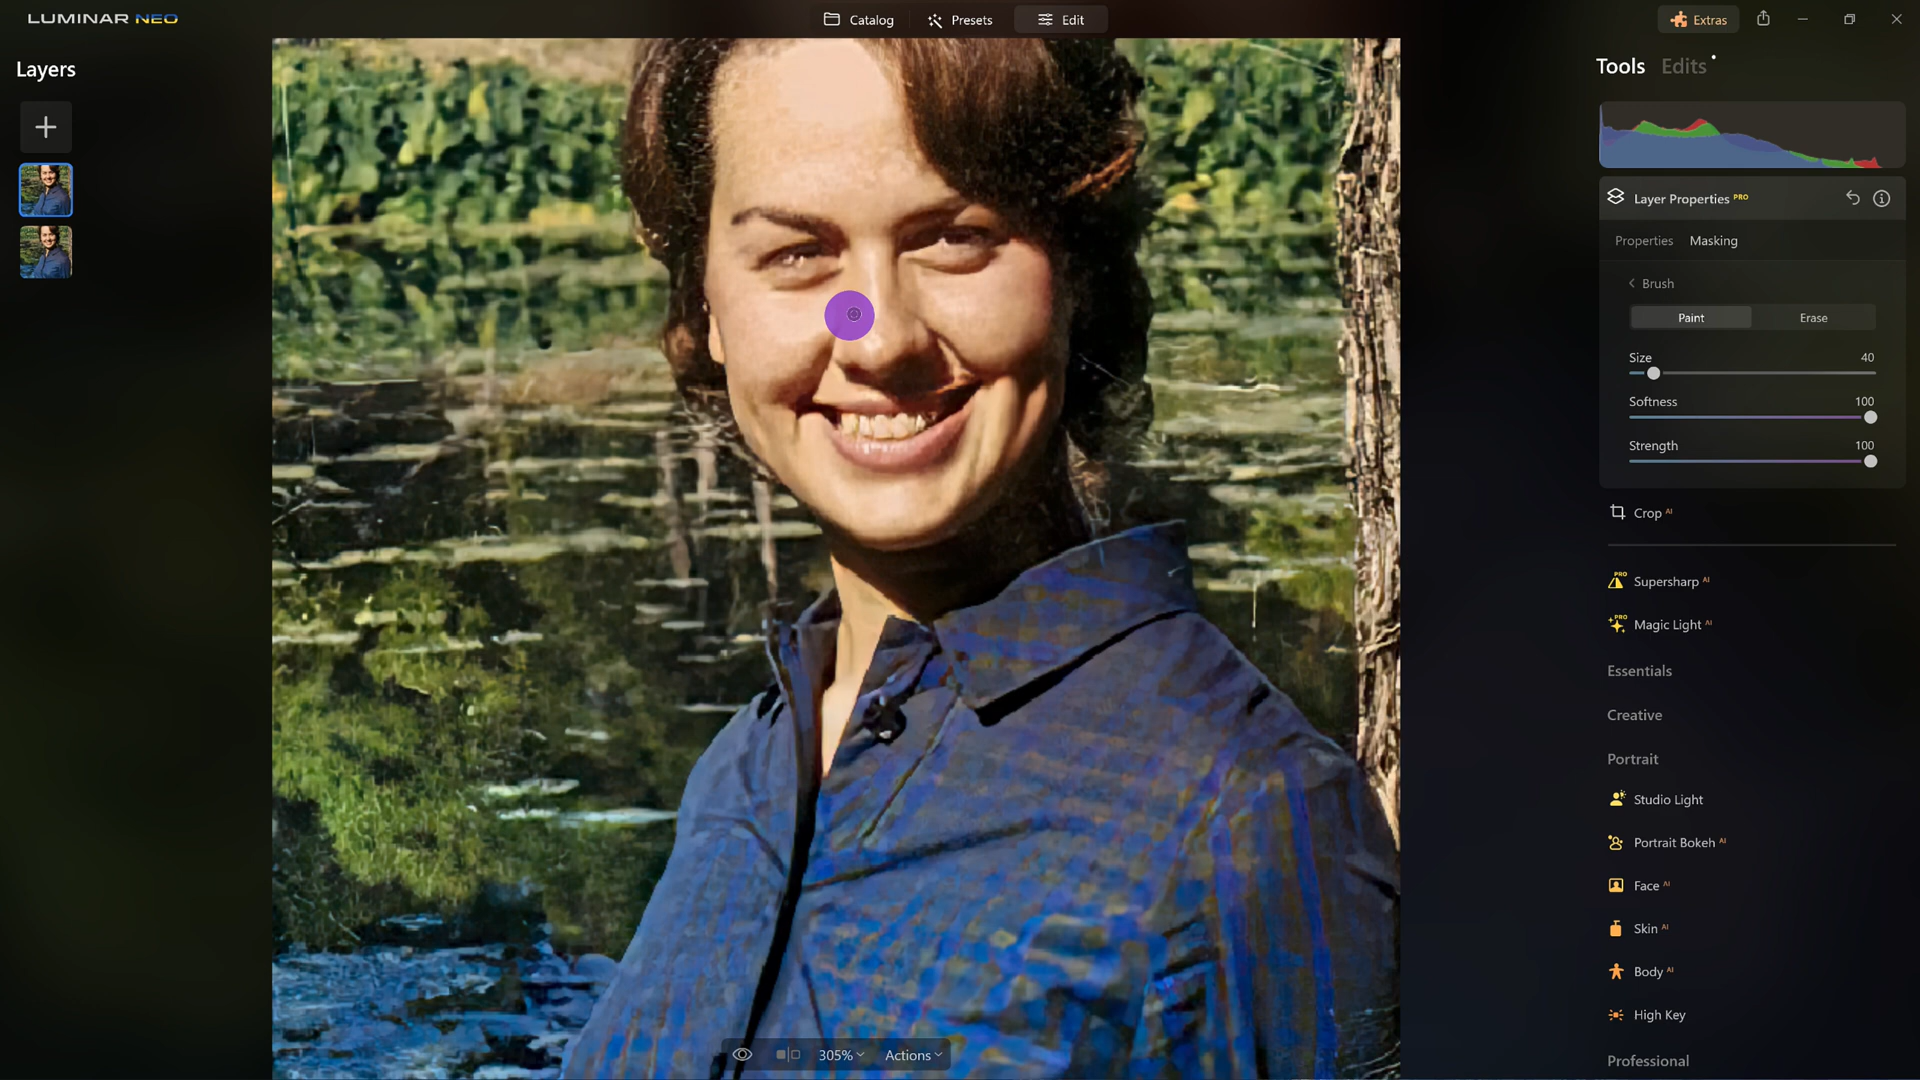 LUMINAR NEO
Catalog
Presets
Edit
Extras
Layers
Tools Edits
Layer Properties PRO
Properties Masking
Brush
Paint Erase
Size 40
Softness 100
Strength 100
Crop AI
PRO Supersharp AI
PRO Magic Light AI
Essentials
Creative
Portrait
Studio Light
Portrait Bokeh AI
Face AI
Skin AI
Body AI
High Key
Professional
305% Actions